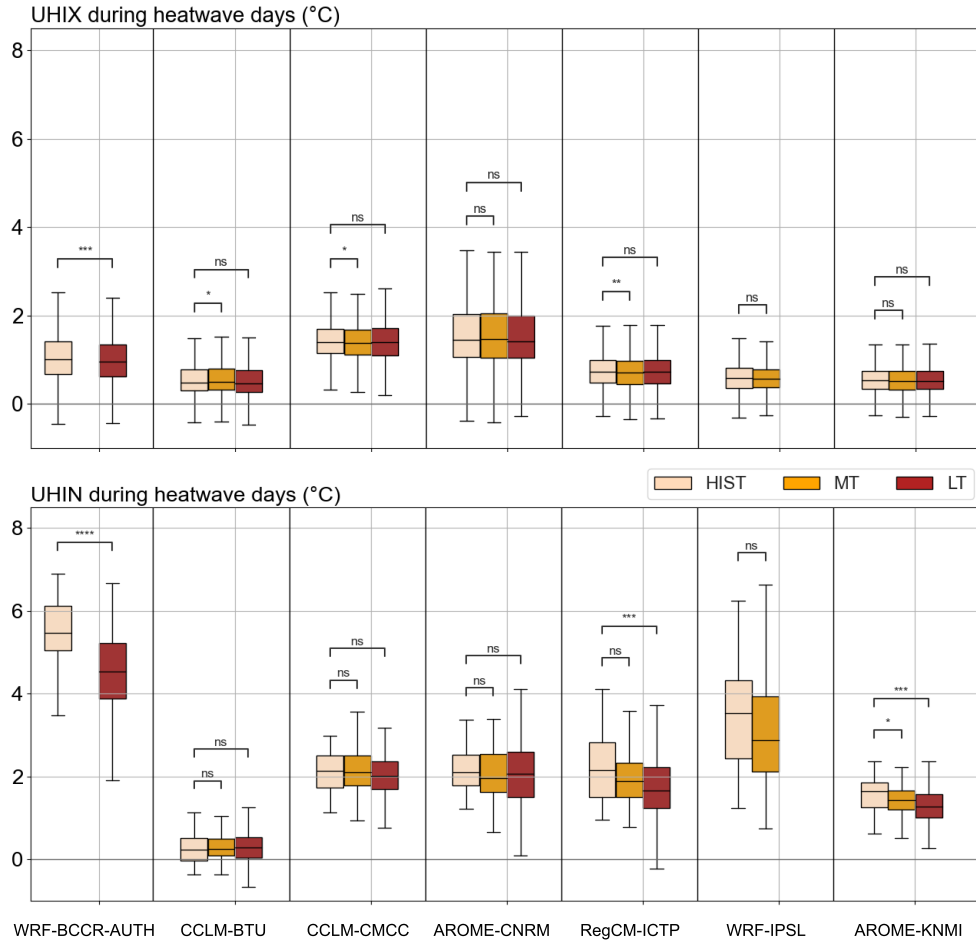 UHIX during heatwave days (°C)
8
6
ns
4
ns
ns
ns
ns
ns
***
*
**
ns
ns
*
2
0
HIST MT LT
UHIN during heatwave days (°C)
8
****
ns
6
***
ns
ns
ns
ns
ns
***
4
*
ns
ns
2
0
WRF-BCCR-AUTH CCLM-BTU CCLM-CMCC AROME-CNRM RegCM-ICTP WRF-IPSL AROME-KNMI